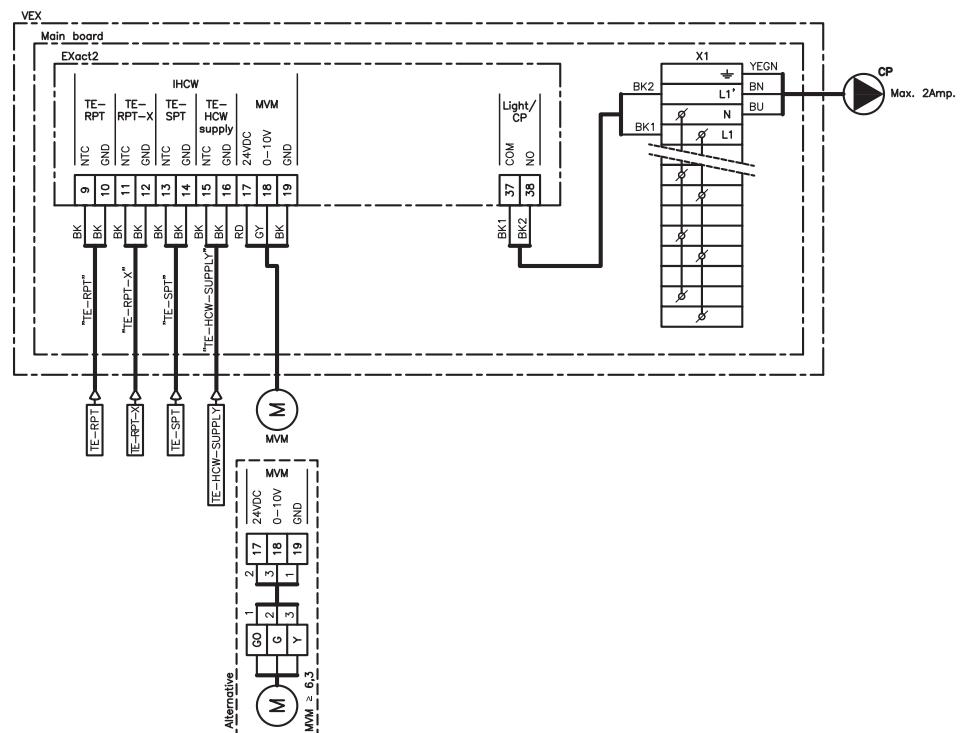 VEX
Main board
EXact2
IHCW
TE-RPT
TE-RPT-X
TE-SPT
TE-HCW supply
MVM
NTC
GND
NTC
GND
NTC
GND
NTC
GND
24VDC
0-10V
GND
9
10
11
12
13
14
15
16
17
18
19
BK
BK
BK
BK
BK
BK
BK
BK
RD
GY
BK
"TE-RPT"
"TE-RPT-X"
"TE-SPT"
"TE-HCW-SUPPLY"
TE-RPT
TE-RPT-X
TE-SPT
TE-HCW-SUPPLY
M
MVM
Light/
CP
COM
NO
37
38
BK1
BK2
BK2
BK1
X1
L1'
N
L1
YEGN
BN
BU
CP
Max. 2Amp.
MVM
24VDC
0-10V
GND
17
18
19
2
3
1
1
2
3
G0
G
Y
M
Alternative
MVM ≥ 6,3